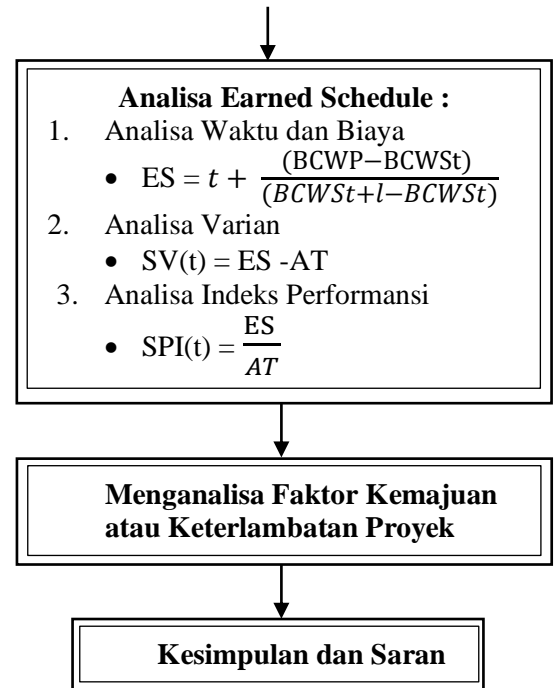 Analisa Earned Schedule :
1. Analisa Waktu dan Biaya
• ES = t + (BCWP−BCWSt) / (BCWSt+l−BCWSt)
2. Analisa Varian
• SV(t) = ES -AT
3. Analisa Indeks Performansi
• SPI(t) = ES / AT
Menganalisa Faktor Kemajuan
atau Keterlambatan Proyek
Kesimpulan dan Saran